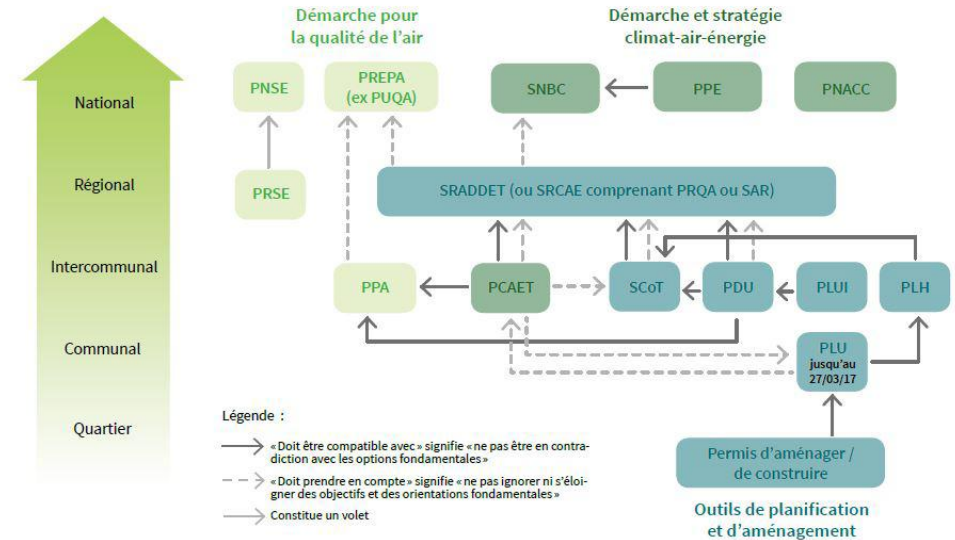 Démarche pour
la qualité de l'air
Démarche et stratégie
climat-air-énergie
National
PNSE
PREPA
(ex PUQA)
SNBC
PPE
PNACC
Régional
PRSE
SRADDET (ou SRCAE comprenant PRQA ou SAR)
Intercommunal
PPA
PCAET
SCoT
PDU
PLUI
PLH
Communal
PLU
jusqu'au
27/03/17
Quartier
Légende :
« Doit être compatible avec » signifie « ne pas être en contra-
diction avec les options fondamentales »
« Doit prendre en compte » signifie « ne pas ignorer ni s'éloi-
gner des objectifs et des orientations fondamentales »
Constitue un volet
Permis d'aménager /
de construire
Outils de planification
et d'aménagement